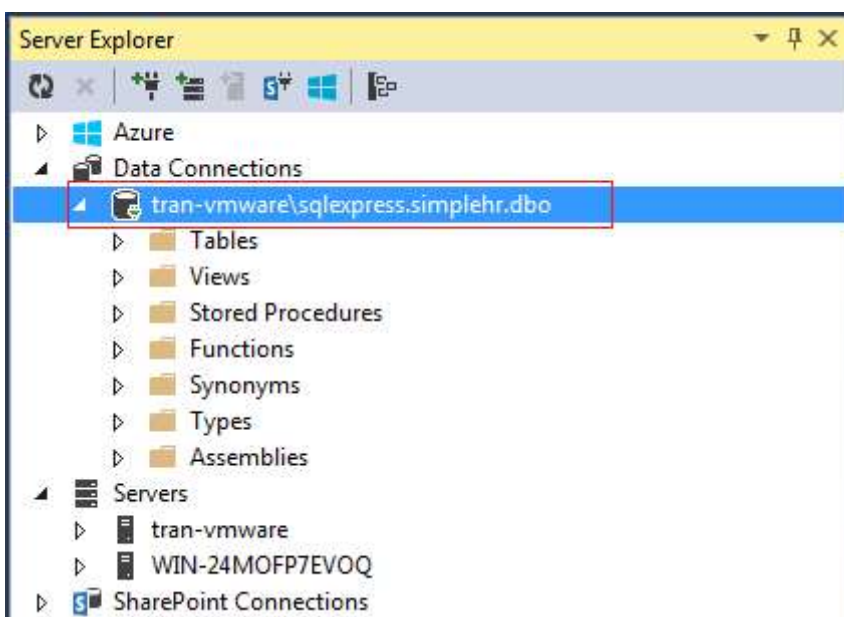 Server Explorer
Azure
Data Connections
tran-vmware\sqlexpress.simplehr.dbo
Tables
Views
Stored Procedures
Functions
Synonyms
Types
Assemblies
Servers
tran-vmware
WIN-24MOFP7EVOQ
SharePoint Connections